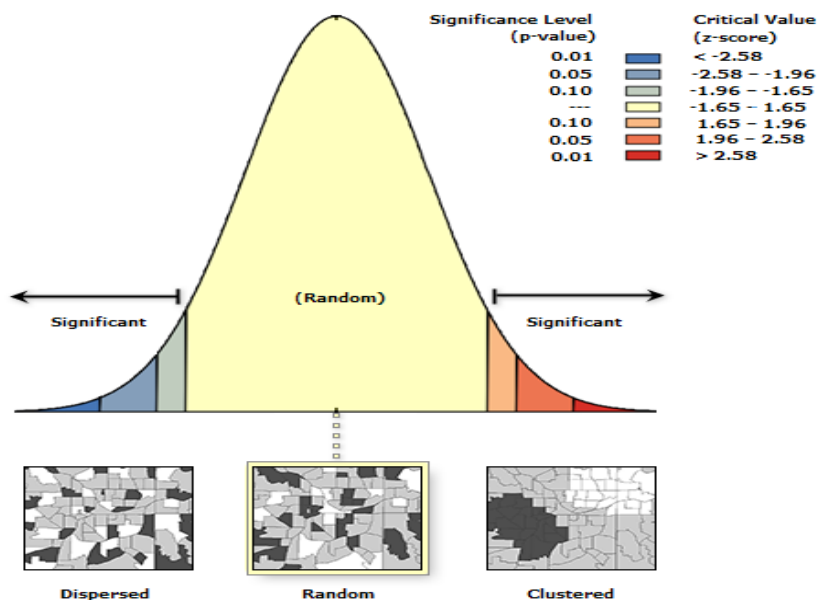 Significance Level Critical Value
(p-value) (z-score)
0.01 < -2.58
0.05 -2.58 – -1.96
0.10 -1.96 – -1.65
--- -1.65 – 1.65
0.10 1.65 – 1.96
0.05 1.96 – 2.58
0.01 > 2.58
(Random)
Significant Significant
Dispersed Random Clustered